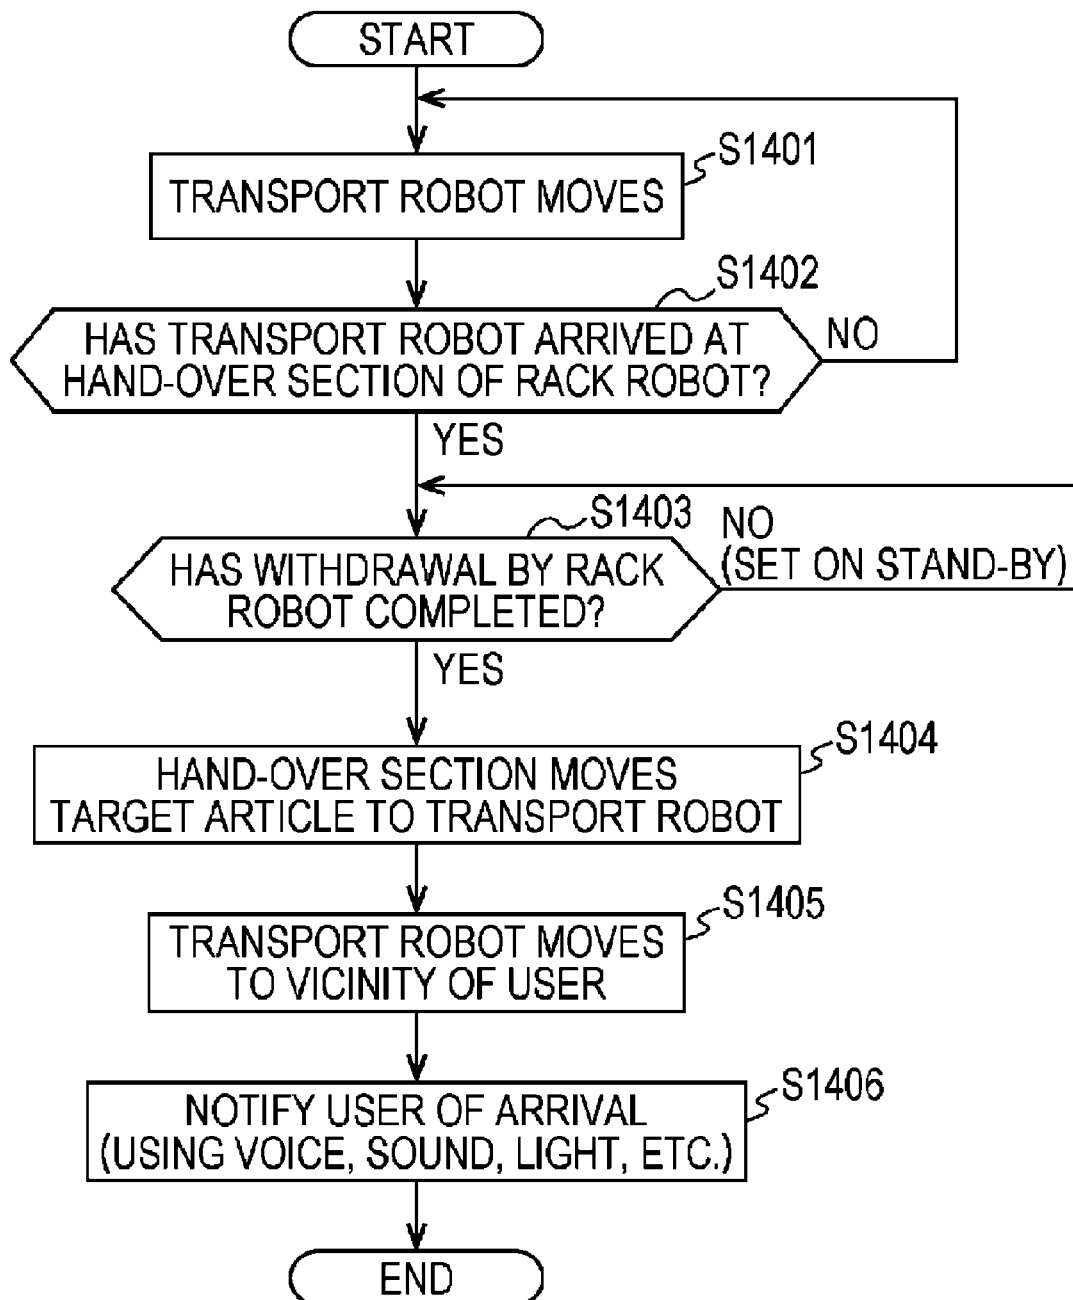 START
S1401
TRANSPORT ROBOT MOVES
S1402
HAS TRANSPORT ROBOT ARRIVED AT
HAND-OVER SECTION OF RACK ROBOT?
NO
YES
S1403
HAS WITHDRAWAL BY RACK
ROBOT COMPLETED?
NO
(SET ON STAND-BY)
YES
S1404
HAND-OVER SECTION MOVES
TARGET ARTICLE TO TRANSPORT ROBOT
S1405
TRANSPORT ROBOT MOVES
TO VICINITY OF USER
S1406
NOTIFY USER OF ARRIVAL
(USING VOICE, SOUND, LIGHT, ETC.)
END